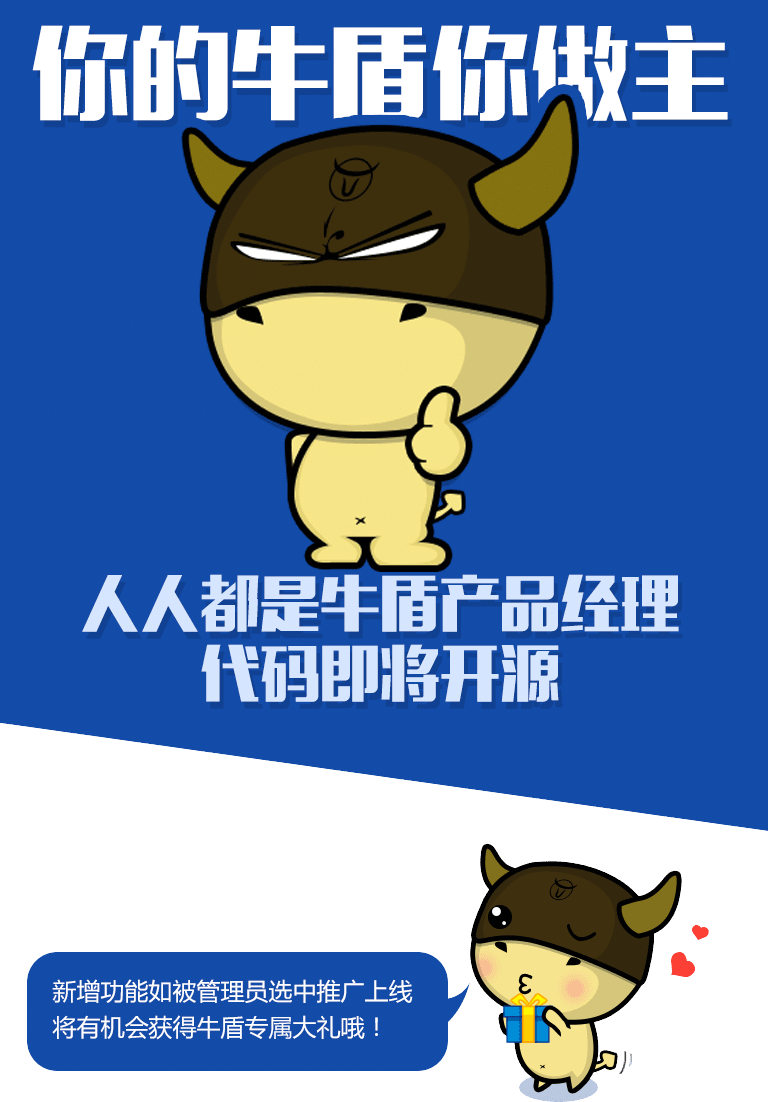 你的牛盾你做主
人人都是牛盾产品经理
代码即将开源
新增功能如被管理员选中推广上线
将有机会获得牛盾专属大礼哦！